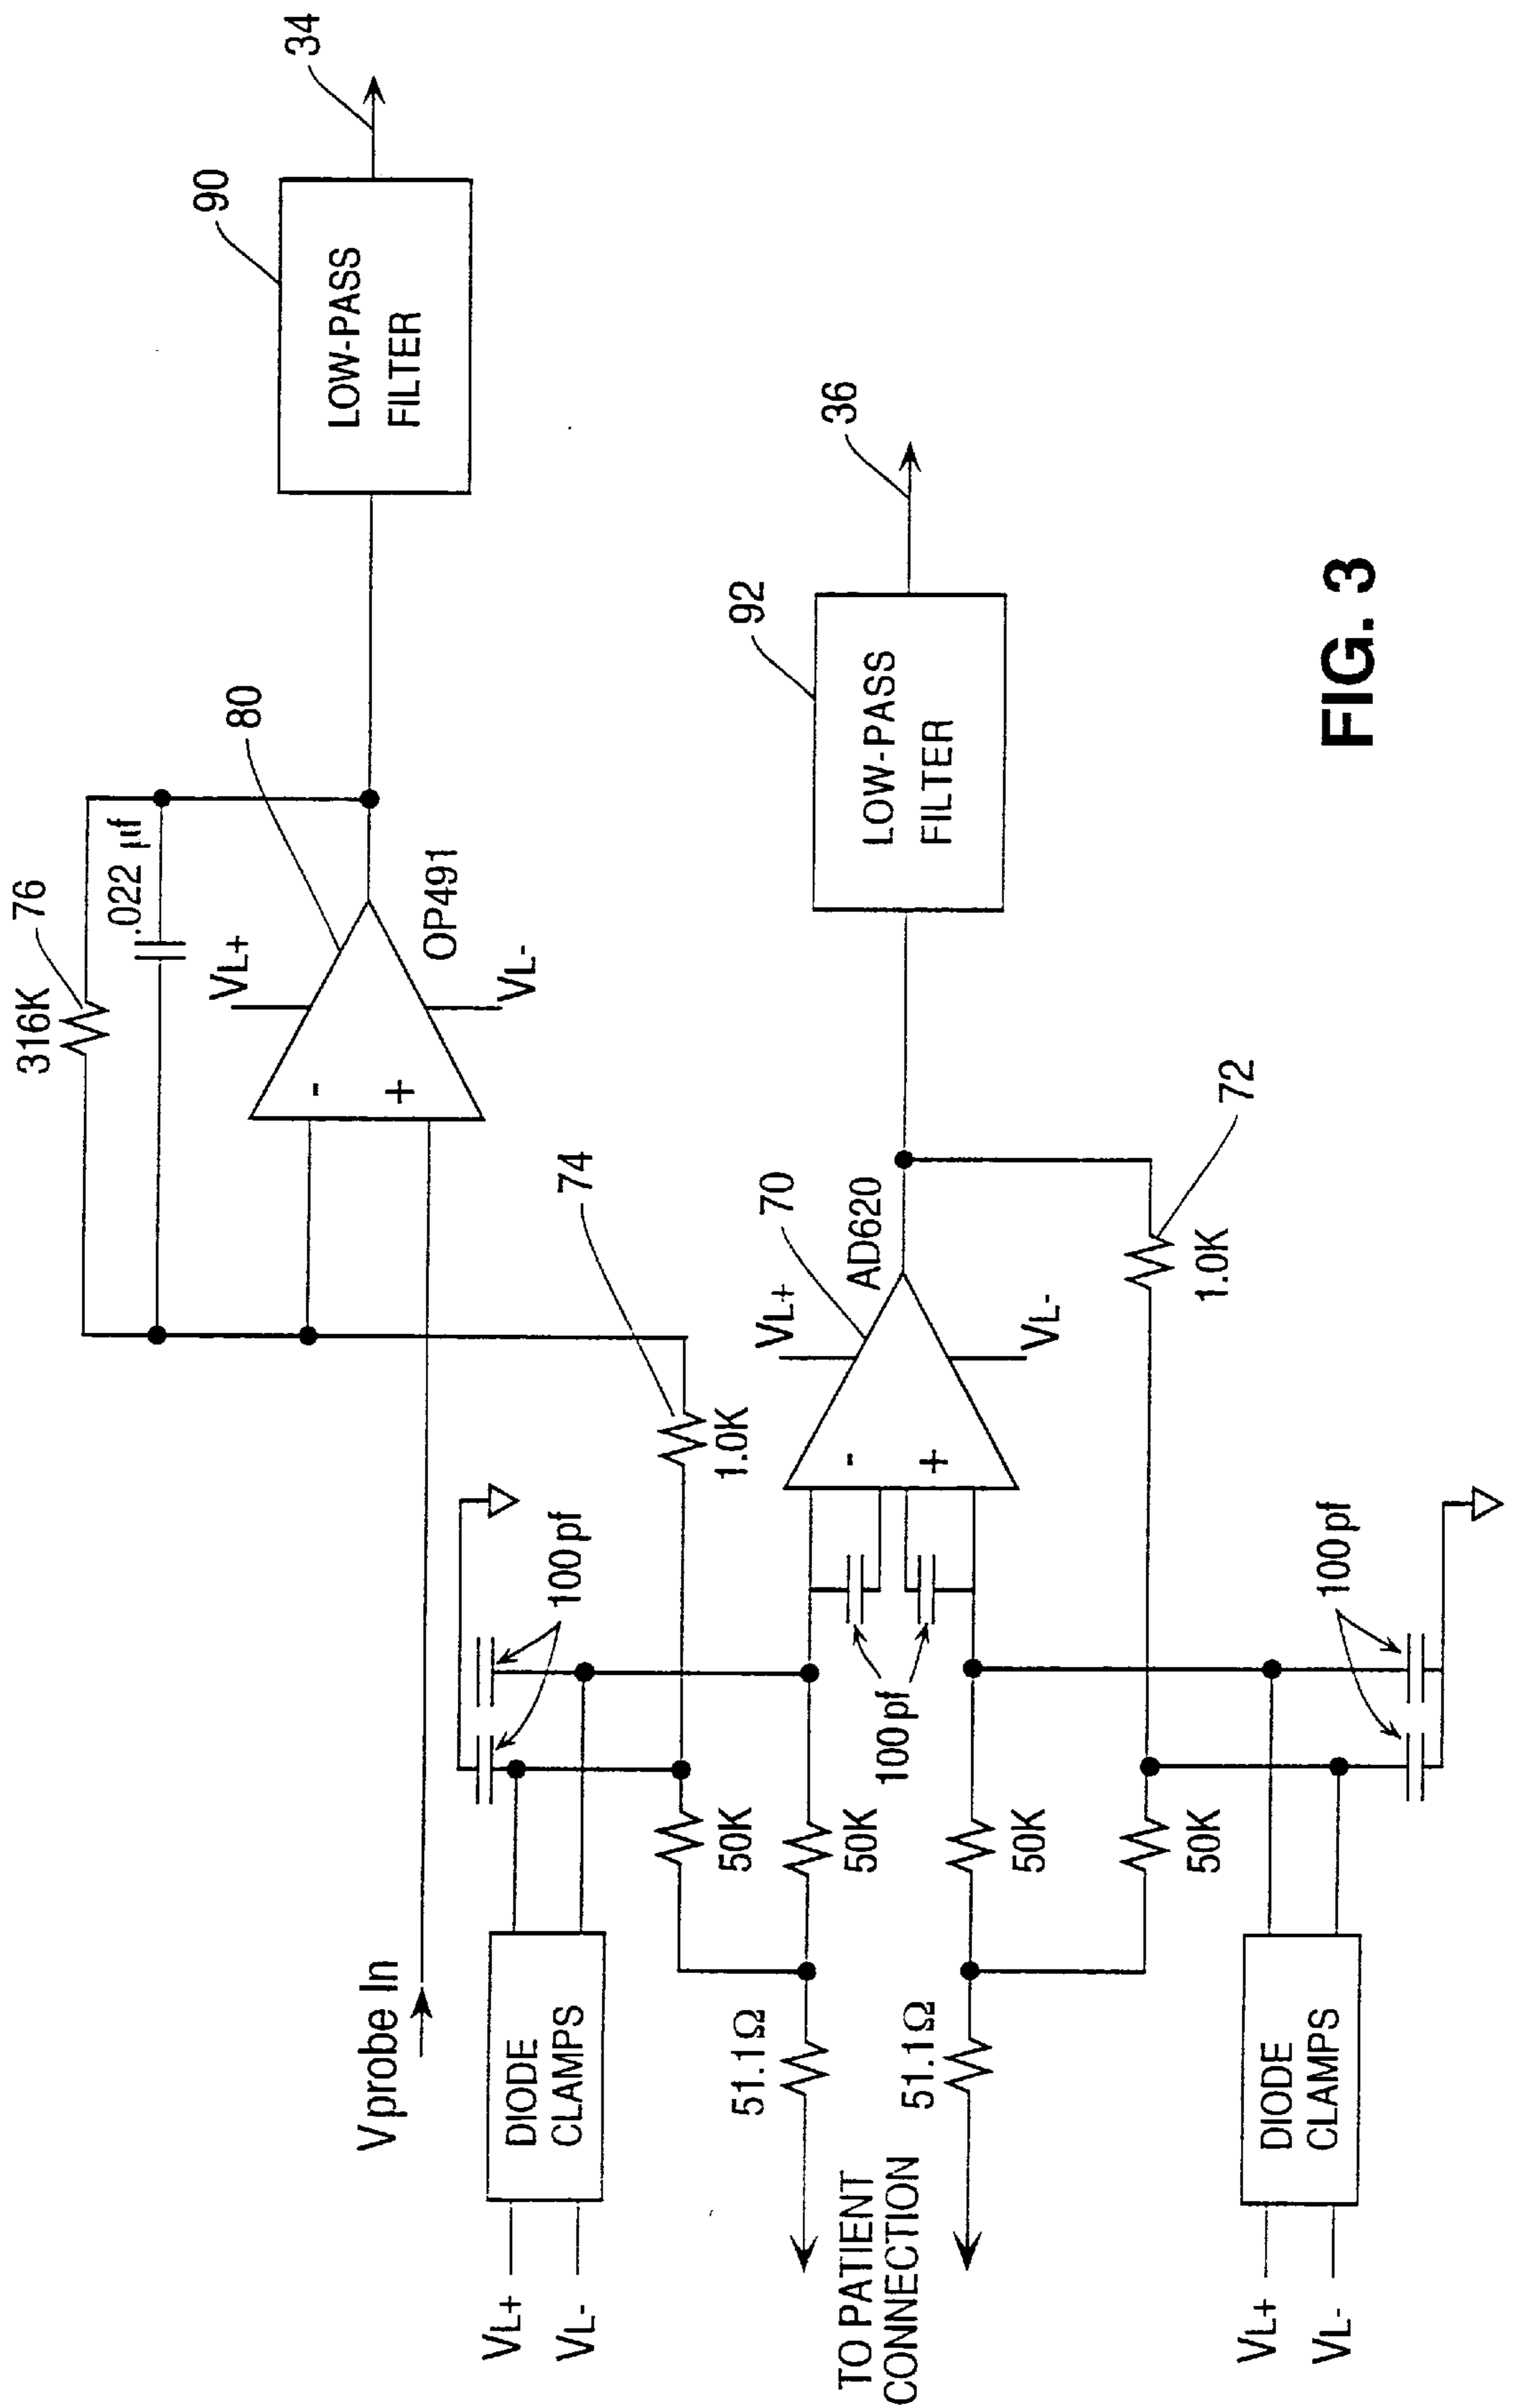 34
90
LOW-PASS
FILTER
76
316K
.022 µf
80
VL+
-
+
OP491
VL-
36
92
LOW-PASS
FILTER
74
1.0K
70
AD620
VL+
-
+
VL-
72
1.0K
Vprobe In
100pf
100pf
100pf
50K
50K
50K
50K
51.1Ω
51.1Ω
DIODE
CLAMPS
VL+
VL-
TO PATIENT
CONNECTION
DIODE
CLAMPS
VL+
VL-
FIG. 3